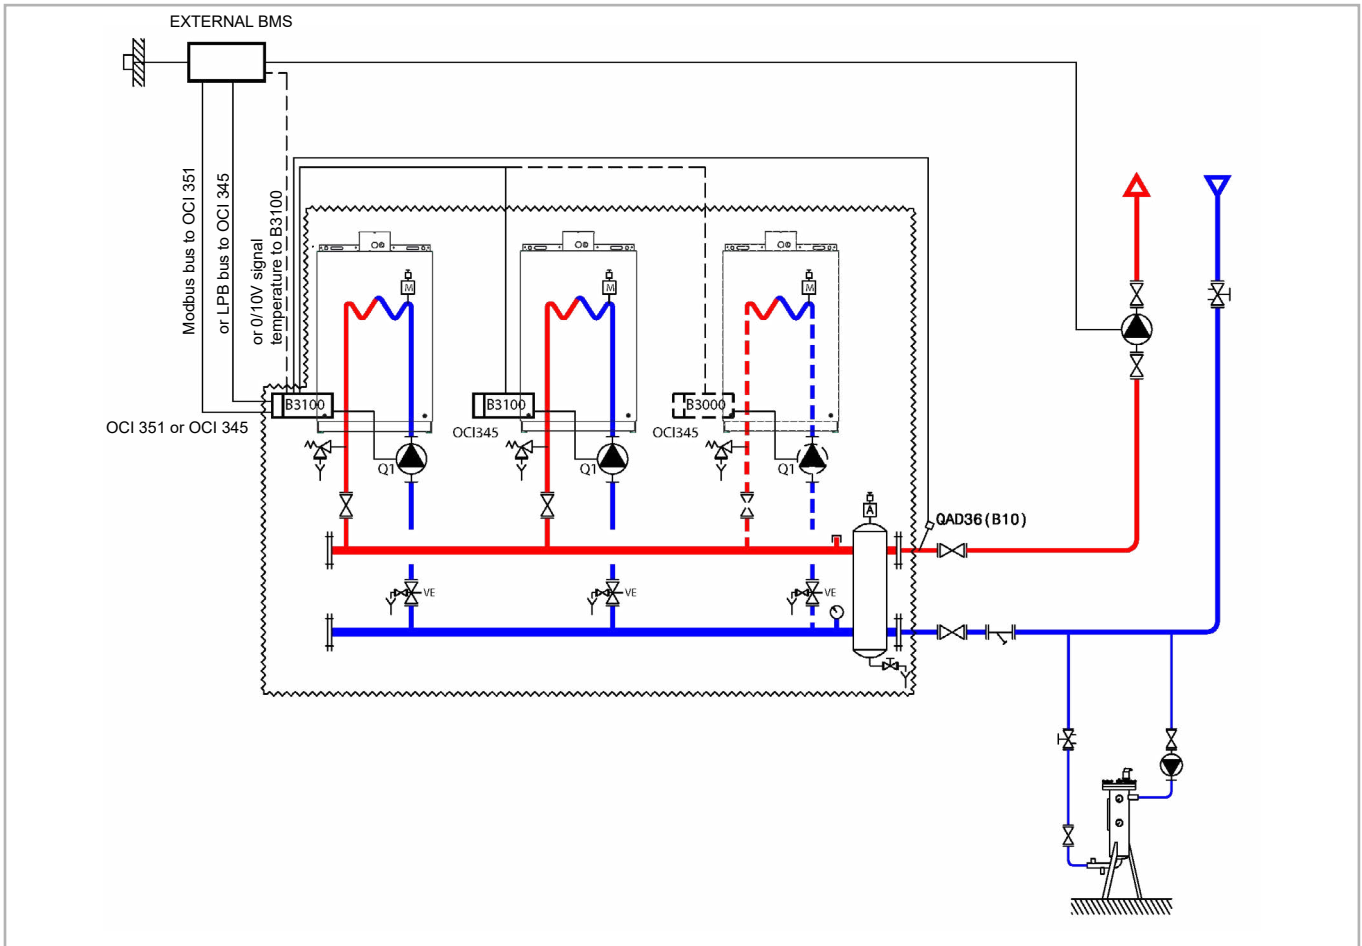 EXTERNAL BMS
Modbus bus to OCI 351
or LPB bus to OCI 345
or 0/10V signal
temperature to B3100
M
M
M
B3100
B3100
B3000
OCI 351 or OCI 345
OCI345
OCI345
Q1
Q1
Q1
A
QAD36(B10)
VE
VE
VE